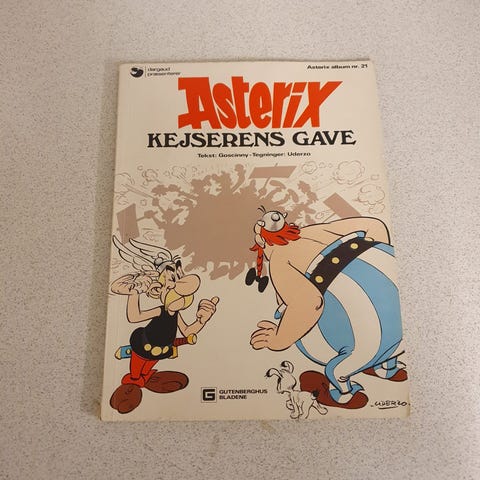 dargaud
præsenterer
Asterix album nr. 21
Asterix
KEJSERENS GAVE
Tekst: Goscinny - Tegninger: Uderzo
G GUTENBERGHUS
BLADENE
UDERZO